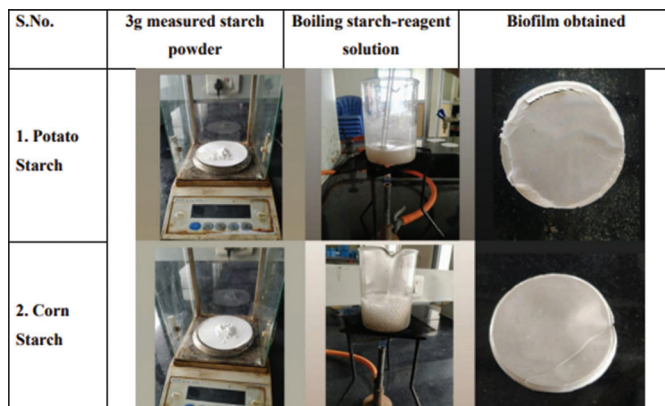 S.No.
3g measured starch
powder
Boiling starch-reagent
solution
Biofilm obtained
1. Potato
Starch
2. Corn
Starch